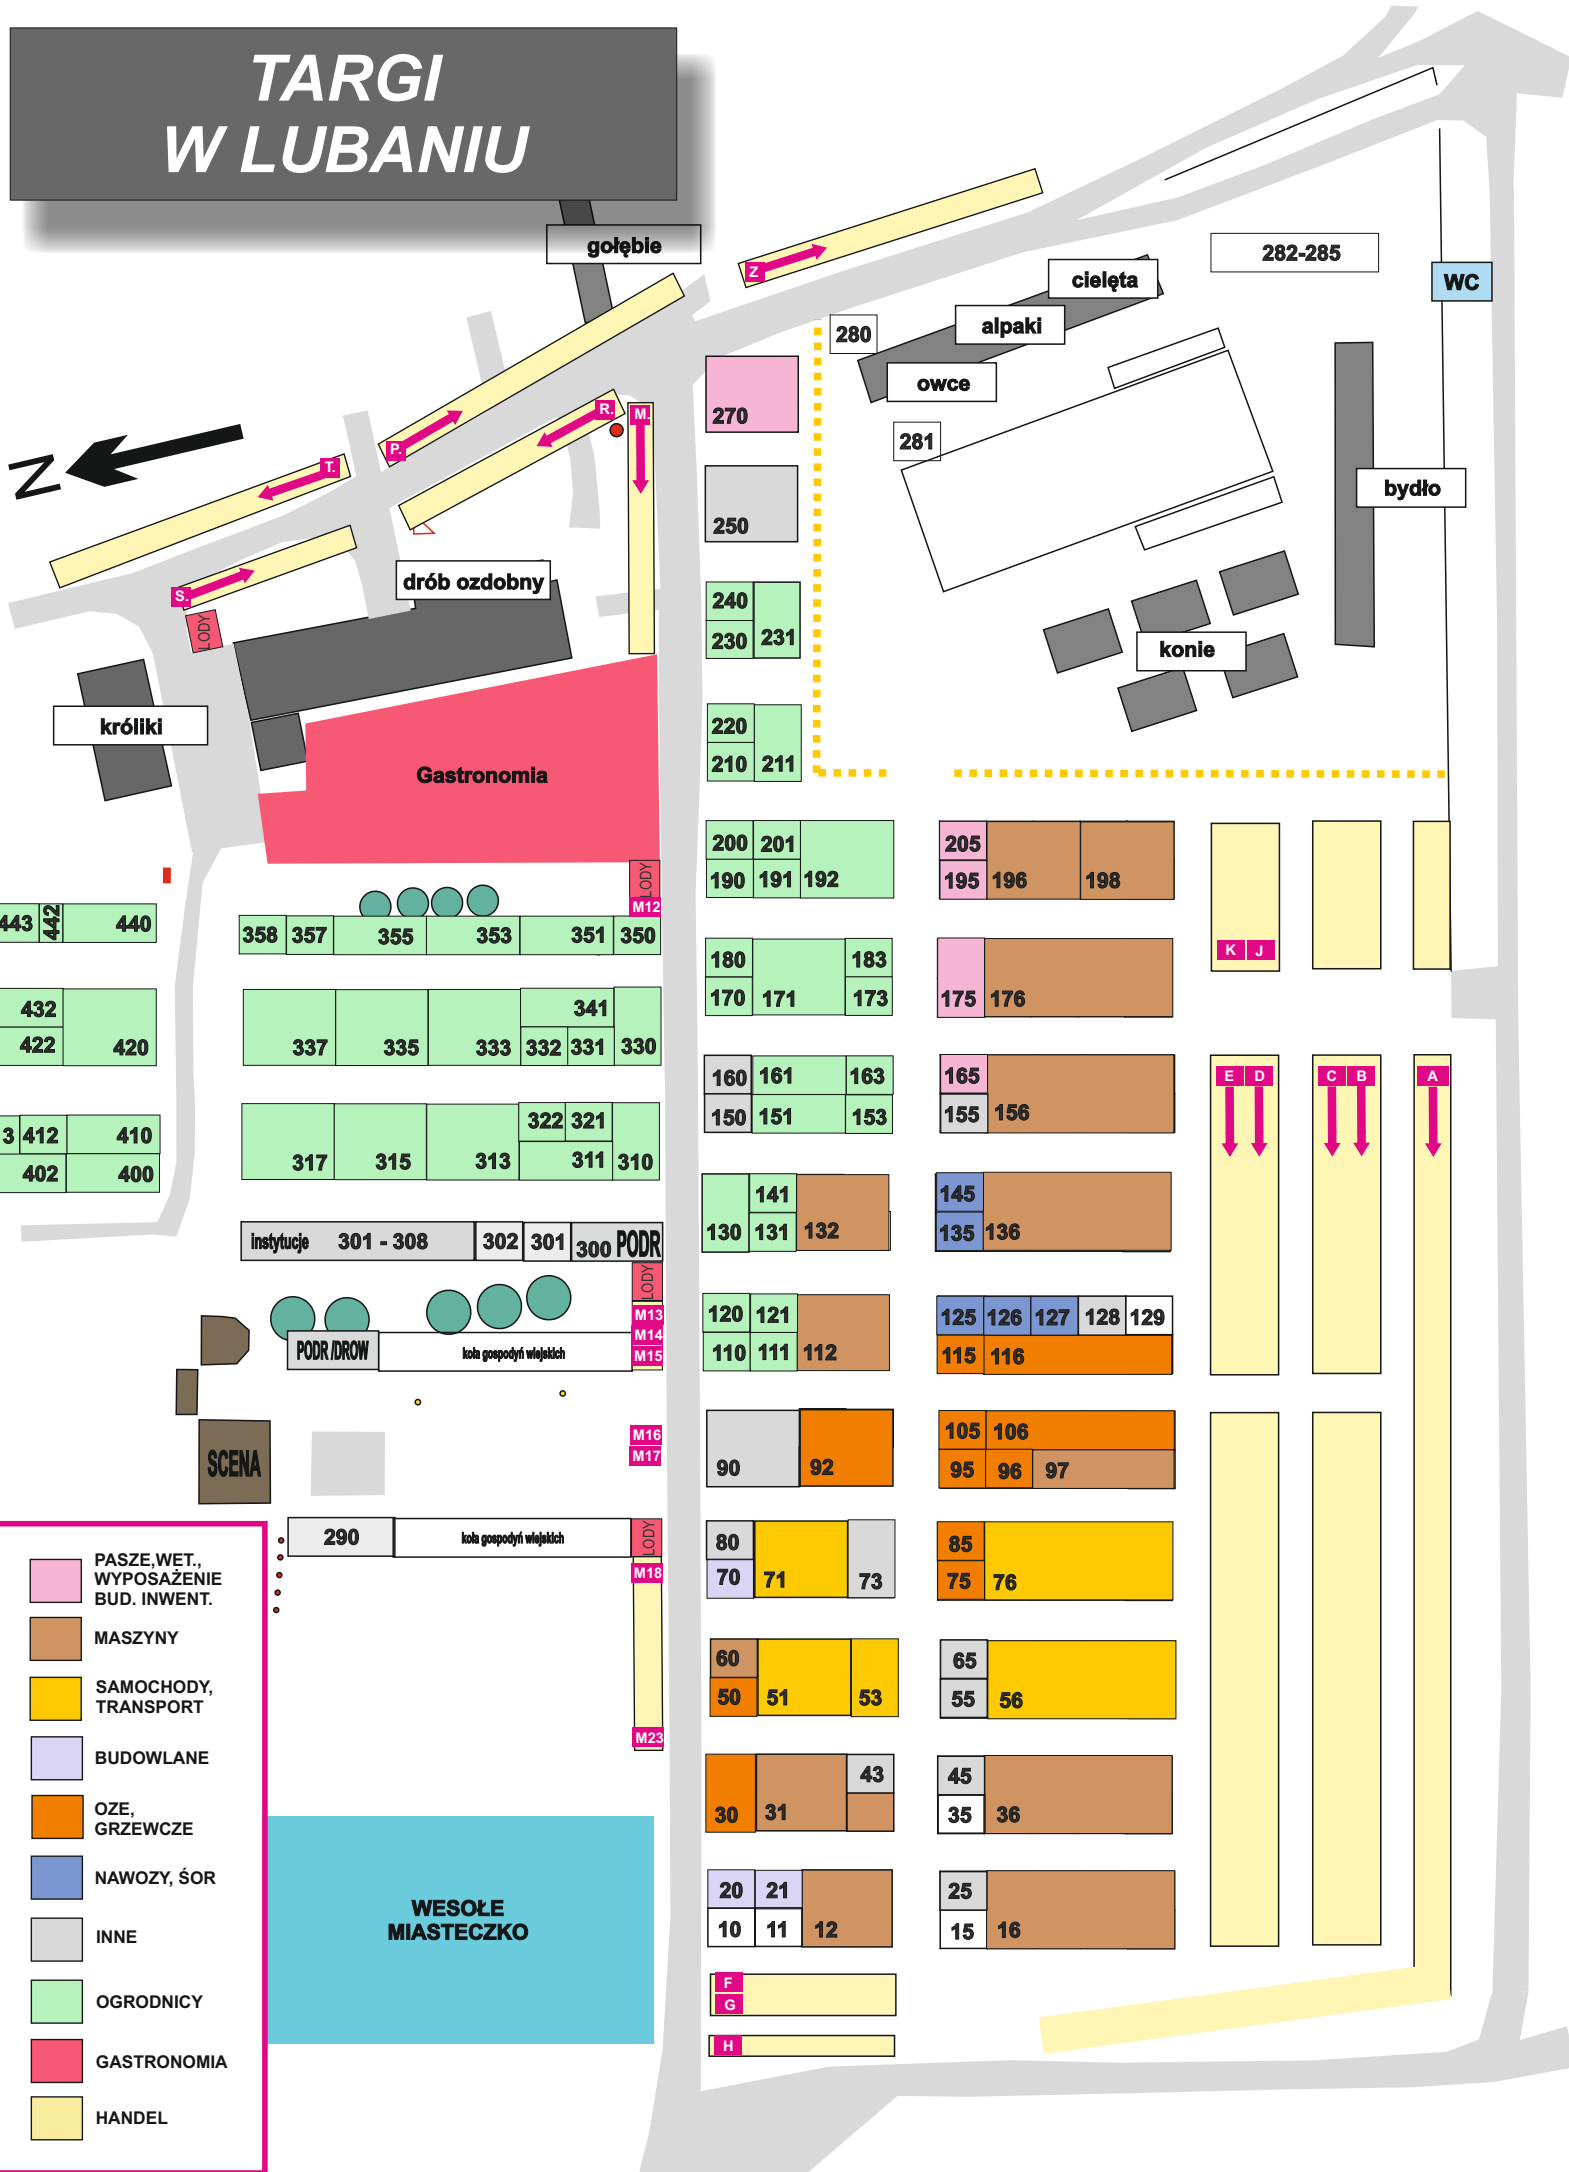 TARGI
W LUBANIU
gołębie
Z
282-285
cielęta
WC
alpaki
280
owce
270
281
R.
M.
P.
N
T.
bydło
250
drób ozdobny
S.
LODY
240
230 231
konie
króliki
220
210 211
Gastronomia
200 201
190 191 192
205
195 196 198
LODY
M12
443 442 440
358 357 355 353 351 350
K J
180 183
170 171 173
175 176
432
422 420
341
337 335 333 332 331 330
160 161 163
150 151 153
165
155 156
E D C B A
3 412 410
402 400
322 321
317 315 313 311 310
141
130 131 132
145
135 136
instytucje 301 - 308 302 301 300 PODR
LODY
M13
M14
M15
PODR /DROW koła gospodyń wiejskich
120 121
110 111 112
125 126 127 128 129
115 116
M16
M17
SCENA
90 92
105 106
95 96 97
290 koła gospodyń wiejskich LODY
M18
80
70 71 73
85
75 76
60
50 51 53
65
55 56
M23
43
30 31
45
35 36
20 21
10 11 12
25
15 16
F
G
H
WESOŁE
MIASTECZKO
PASZE,WET.,
WYPOSAŻENIE
BUD. INWENT.
MASZYNY
SAMOCHODY,
TRANSPORT
BUDOWLANE
OZE,
GRZEWCZE
NAWOZY, ŚOR
INNE
OGRODNICY
GASTRONOMIA
HANDEL